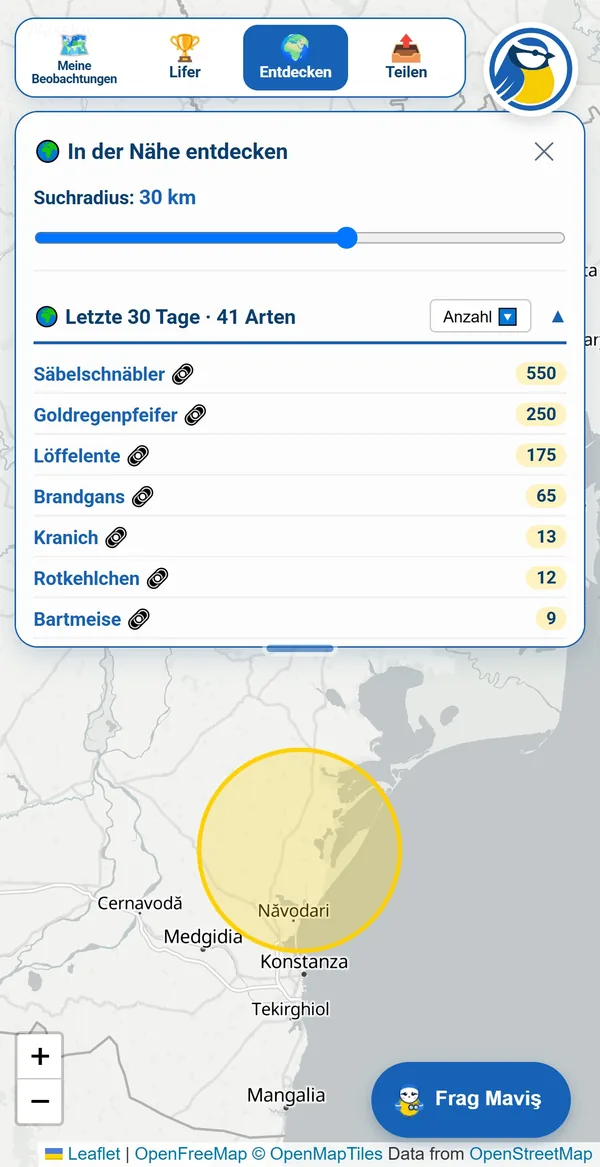 Meine
Beobachtungen
Lifer
Entdecken
Teilen
In der Nähe entdecken
Suchradius: 30 km
Letzte 30 Tage · 41 Arten
Anzahl
Säbelschnäbler 550
Goldregenpfeifer 250
Löffelente 175
Brandgans 65
Kranich 13
Rotkehlchen 12
Bartmeise 9
Cernavodă
Năvodari
Medgidia
Konstanza
Tekirghiol
Mangalia
+
−
Frag Maviş
Leaflet | OpenFreeMap © OpenMapTiles Data from OpenStreetMap